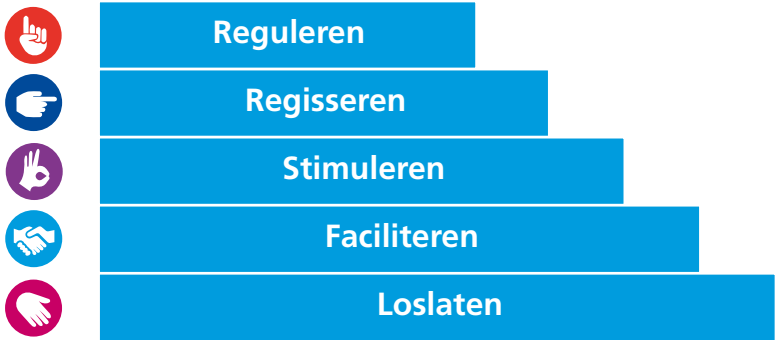 Reguleren
Regisseren
Stimuleren
Faciliteren
Loslaten